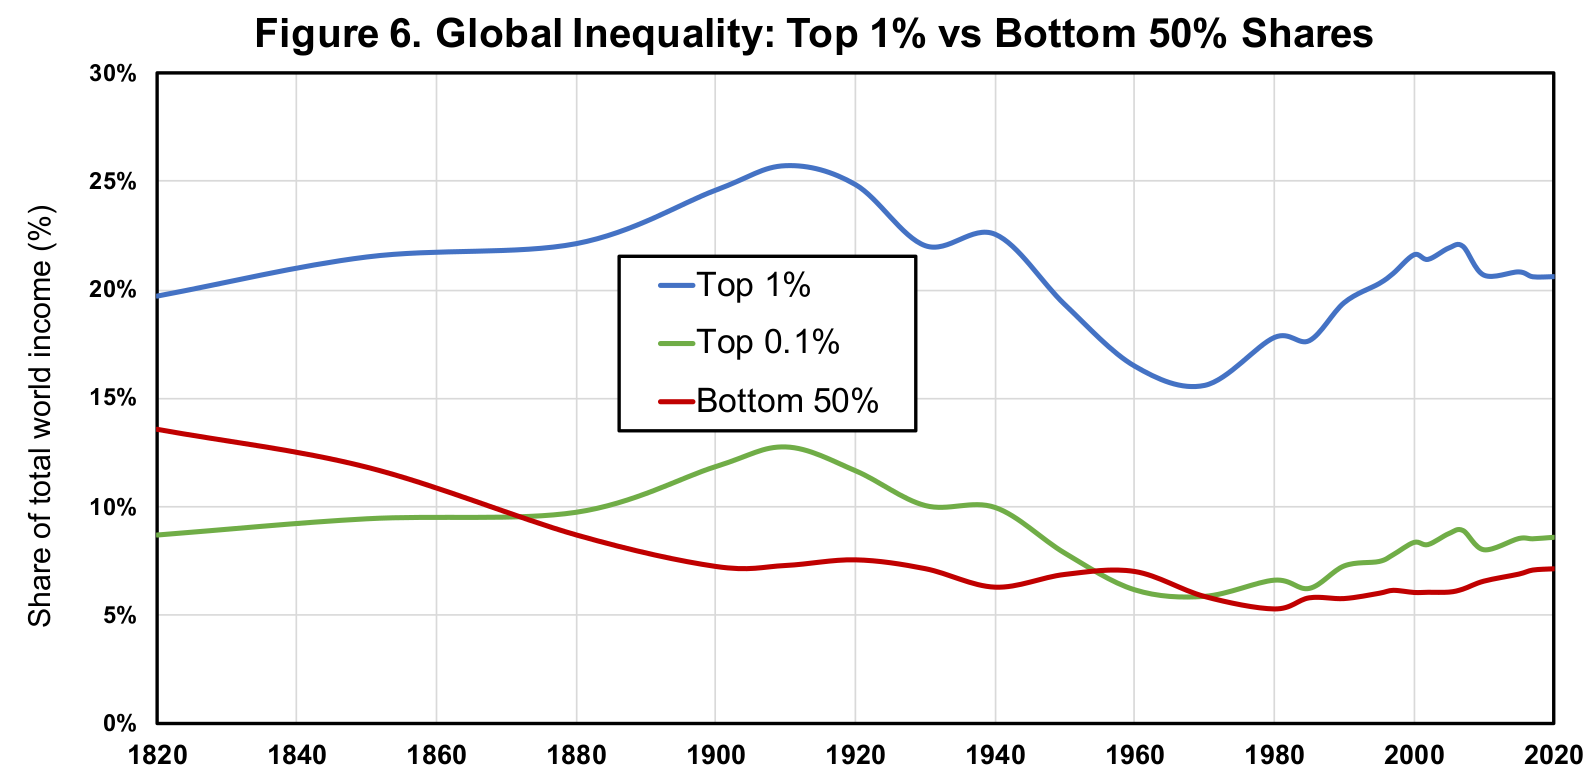 Figure 6. Global Inequality: Top 1% vs Bottom 50% Shares
30%
25%
20%
15%
10%
5%
0%
Share of total world income (%)
Top 1%
Top 0.1%
Bottom 50%
1820 1840 1860 1880 1900 1920 1940 1960 1980 2000 2020